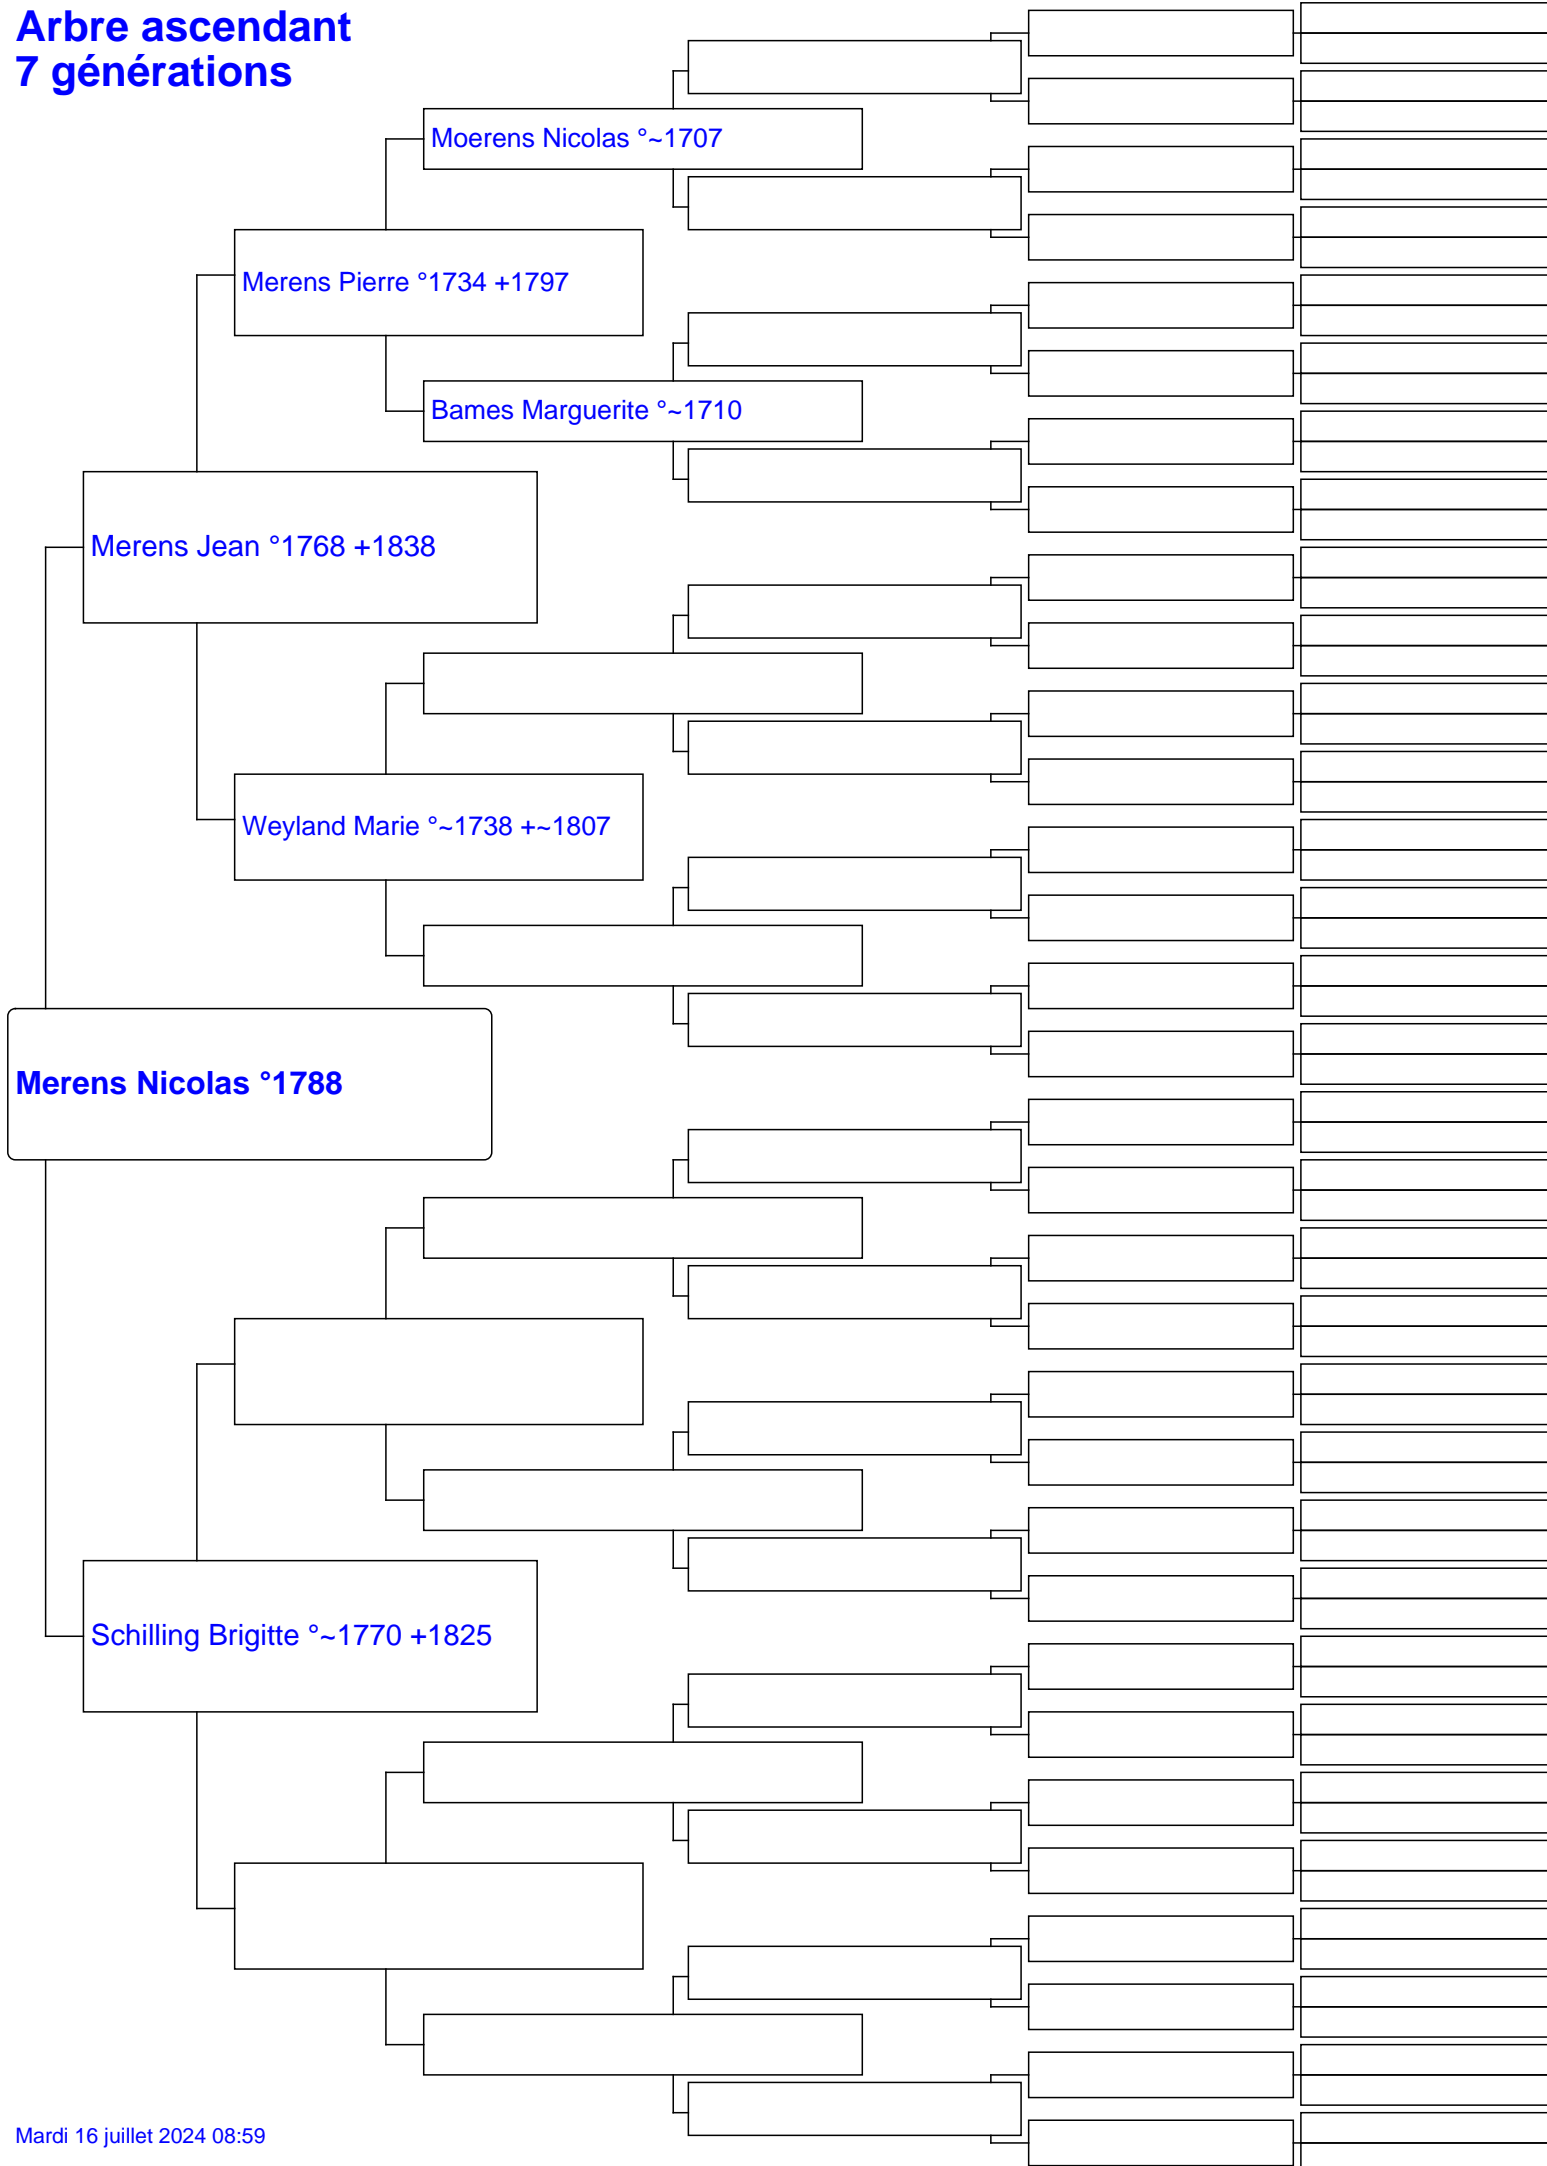 Arbre ascendant
7 générations
Moerens Nicolas °~1707
Merens Pierre °1734 +1797
Bames Marguerite °~1710
Merens Jean °1768 +1838
Weyland Marie °~1738 +~1807
Merens Nicolas °1788
Schilling Brigitte °~1770 +1825
Mardi 16 juillet 2024 08:59